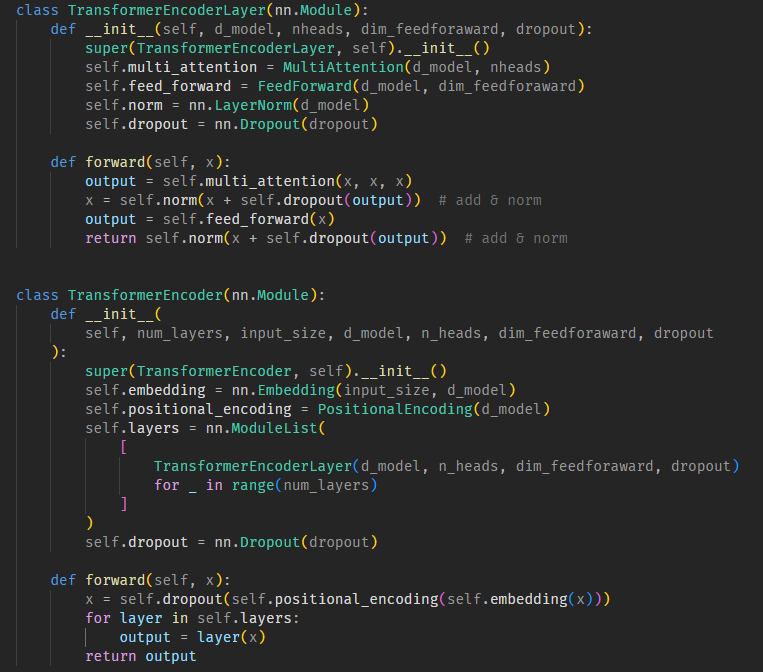 class TransformerEncoderLayer(nn.Module):
    def __init__(self, d_model, nheads, dim_feedforaward, dropout):
        super(TransformerEncoderLayer, self).__init__()
        self.multi_attention = MultiAttention(d_model, nheads)
        self.feed_forward = FeedForward(d_model, dim_feedforaward)
        self.norm = nn.LayerNorm(d_model)
        self.dropout = nn.Dropout(dropout)

    def forward(self, x):
        output = self.multi_attention(x, x, x)
        x = self.norm(x + self.dropout(output))  # add & norm
        output = self.feed_forward(x)
        return self.norm(x + self.dropout(output))  # add & norm


class TransformerEncoder(nn.Module):
    def __init__(
        self, num_layers, input_size, d_model, n_heads, dim_feedforaward, dropout
    ):
        super(TransformerEncoder, self).__init__()
        self.embedding = nn.Embedding(input_size, d_model)
        self.positional_encoding = PositionalEncoding(d_model)
        self.layers = nn.ModuleList(
            [
                TransformerEncoderLayer(d_model, n_heads, dim_feedforaward, dropout)
                for _ in range(num_layers)
            ]
        )
        self.dropout = nn.Dropout(dropout)

    def forward(self, x):
        x = self.dropout(self.positional_encoding(self.embedding(x)))
        for layer in self.layers:
            output = layer(x)
        return output